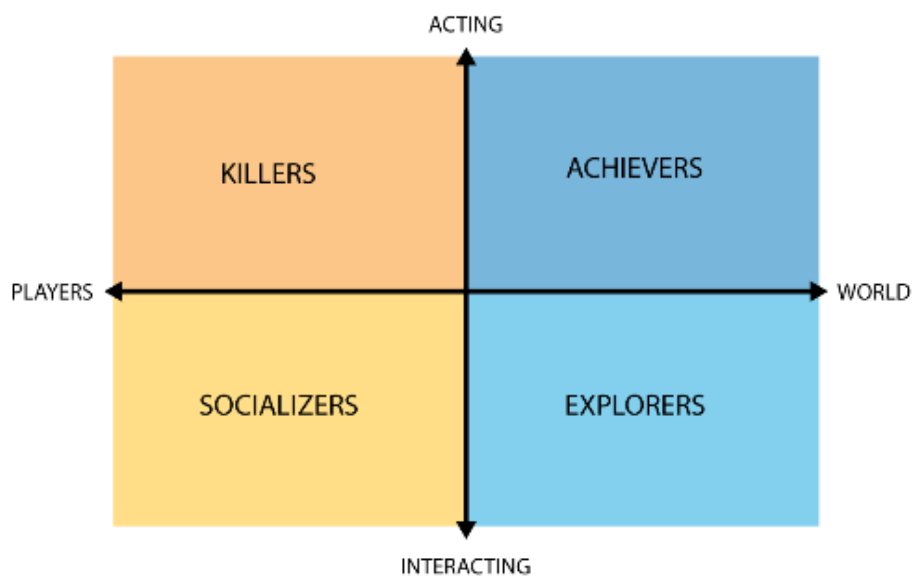 ACTING
KILLERS
ACHIEVERS
PLAYERS
WORLD
SOCIALIZERS
EXPLORERS
INTERACTING